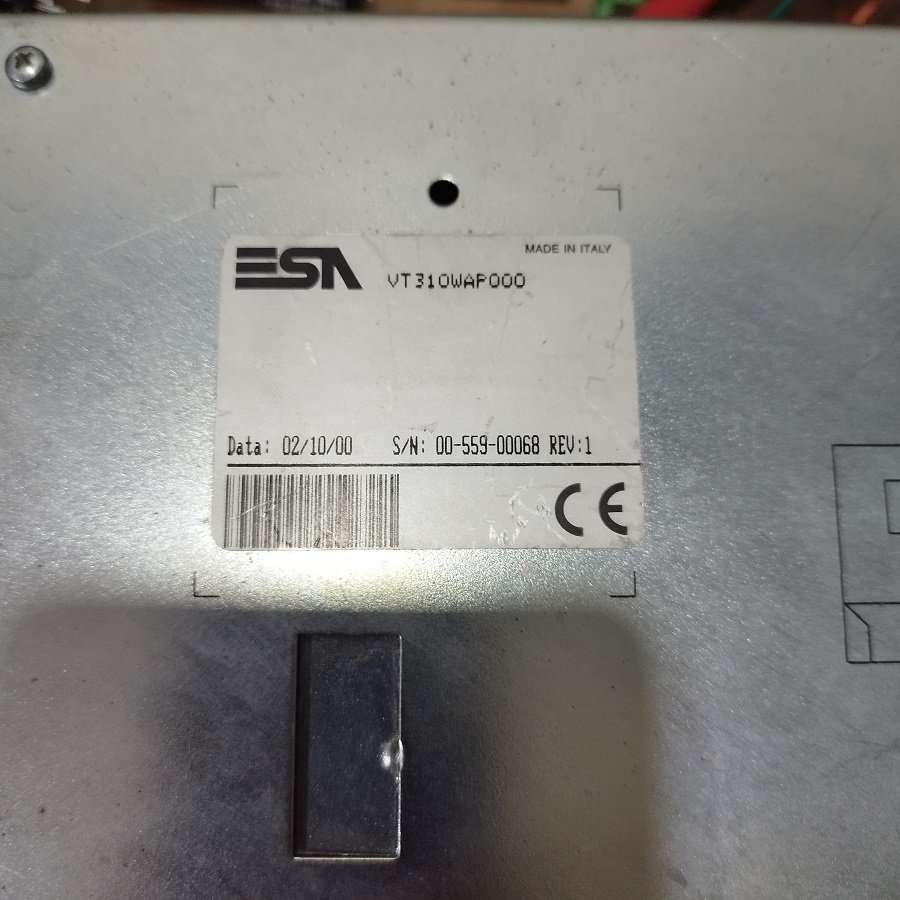 ESA
MADE IN ITALY
VT310WAP000
Data: 02/10/00 S/N: 00-559-00068 REV:1
CE